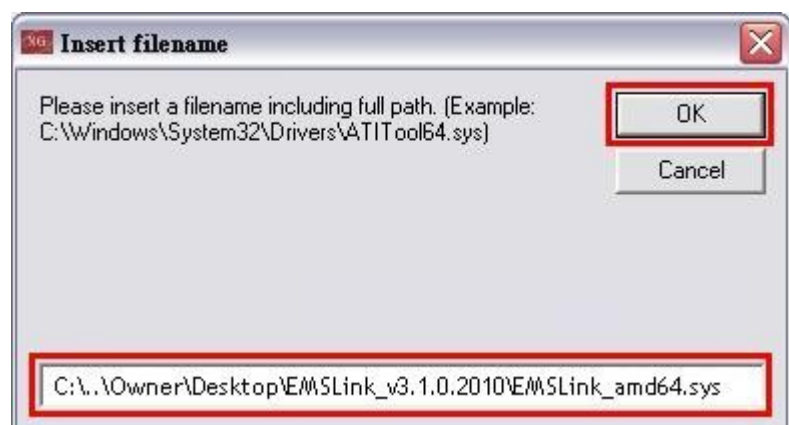 XG Insert filename
Please insert a filename including full path. (Example:
C:\Windows\System32\Drivers\ATITool64.sys)
OK
Cancel
C:\..\Owner\Desktop\EMSLink_v3.1.0.2010\EMSLink_amd64.sys